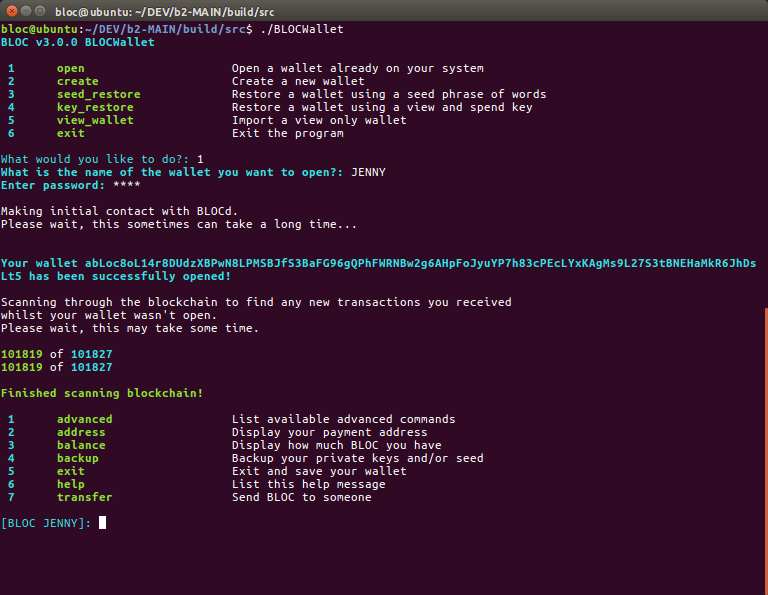 bloc@ubuntu: ~/DEV/b2-MAIN/build/src
bloc@ubuntu:~/DEV/b2-MAIN/build/src$ ./BLOCWallet
BLOC v3.0.0 BLOCWallet
1 open Open a wallet already on your system
2 create Create a new wallet
3 seed_restore Restore a wallet using a seed phrase of words
4 key_restore Restore a wallet using a view and spend key
5 view_wallet Import a view only wallet
6 exit Exit the program
What would you like to do?: 1
What is the name of the wallet you want to open?: JENNY
Enter password: ****
Making initial contact with BLOCd.
Please wait, this sometimes can take a long time...
Your wallet abLoc8oL14r8DUdzXBPwN8LPMSBJfS3BaFG96gQPhFWRNBw2g6AHpFoJyuYP7h83cPEcLYxKAgMs9L27S3tBNEHaMkR6JhDs
Lt5 has been successfully opened!
Scanning through the blockchain to find any new transactions you received
whilst your wallet wasn't open.
Please wait, this may take some time.
101819 of 101827
101819 of 101827
Finished scanning blockchain!
1 advanced List available advanced commands
2 address Display your payment address
3 balance Display how much BLOC you have
4 backup Backup your private keys and/or seed
5 exit Exit and save your wallet
6 help List this help message
7 transfer Send BLOC to someone
[BLOC JENNY]: